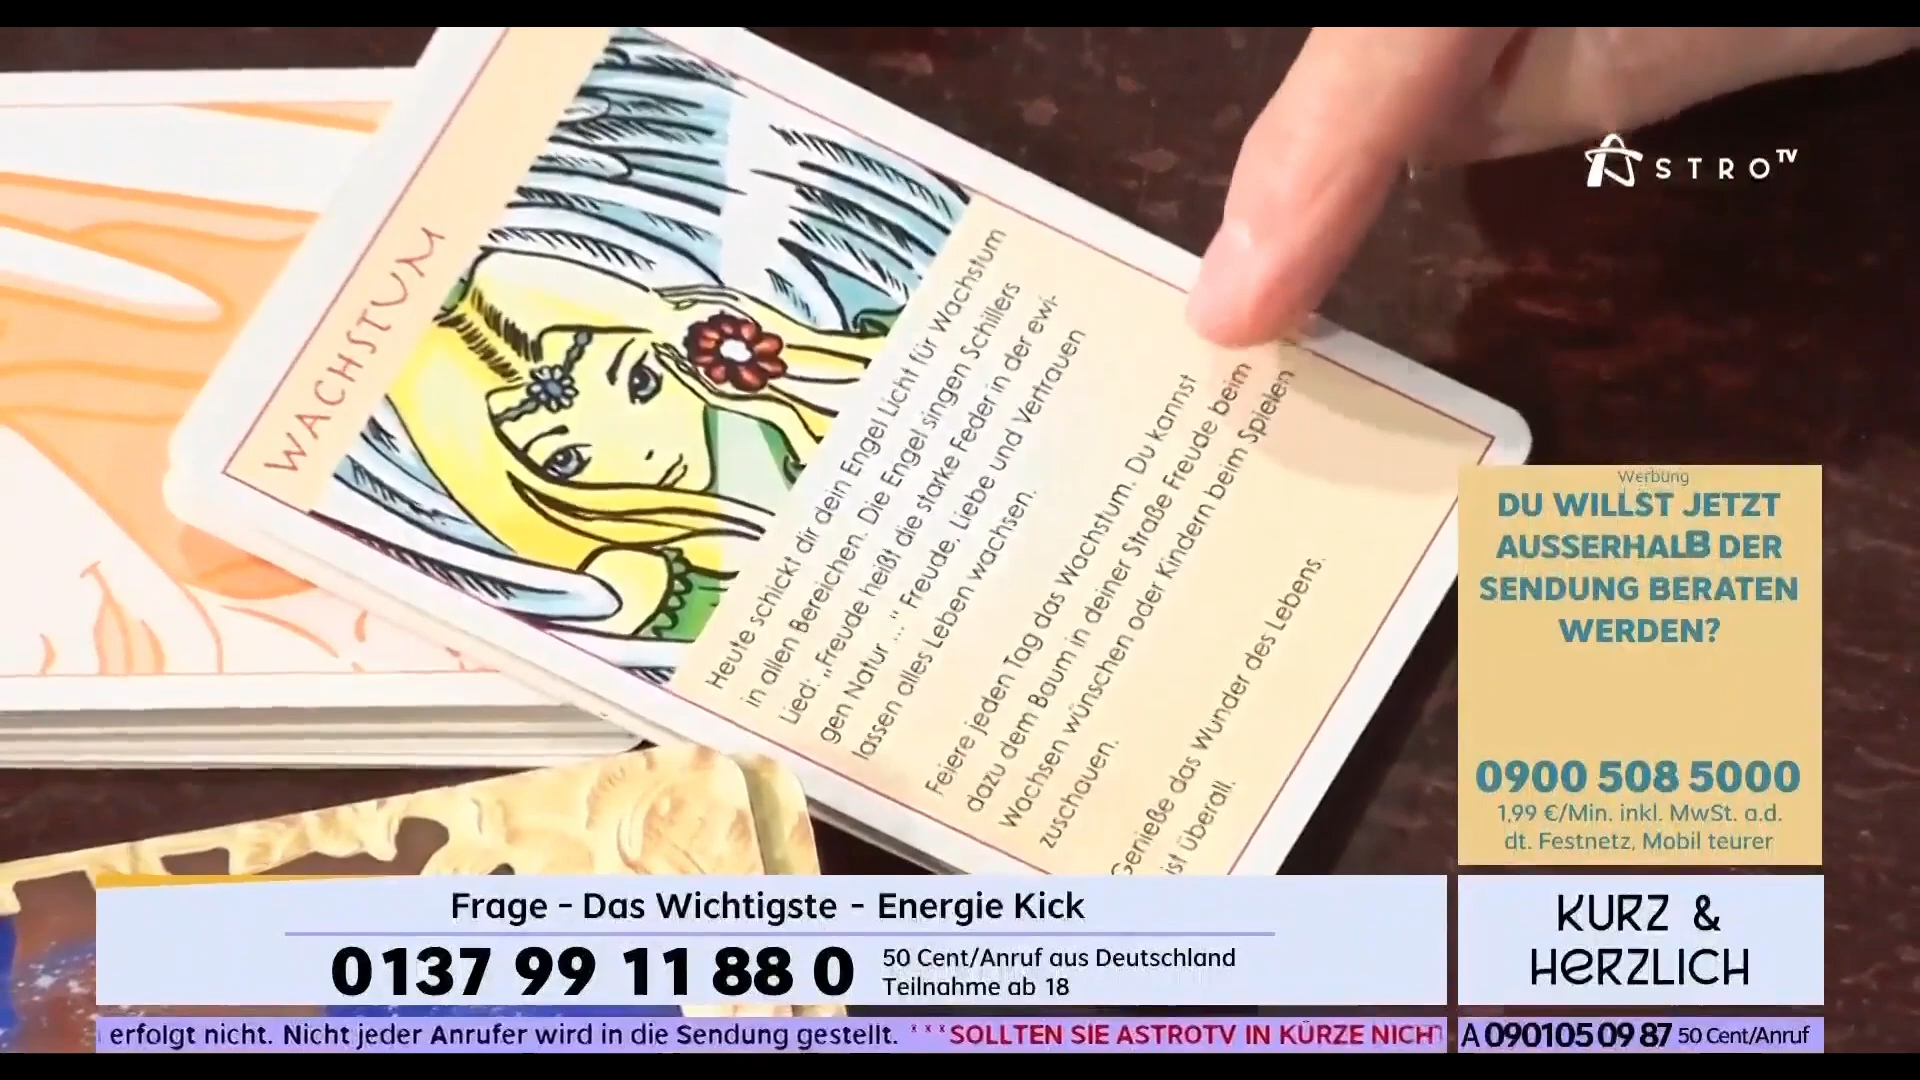 WACHSTUM
Heute schickt dir dein Engel Licht für Wachstum
in allen Bereichen. Die Engel singen Schillers
Lied: „Freude heißt die starke Feder in der ewi-
gen Natur ..." Freude, Liebe und Vertrauen
lassen alles Leben wachsen.
Feiere jeden Tag das Wachstum. Du kannst
dazu dem Baum in deiner Straße Freude beim
Wachsen wünschen oder Kindern beim Spielen
zuschauen.
Genieße das Wunder des Lebens.
ist überall.
ASTRO TV
Werbung
DU WILLST JETZT
AUSSERHALB DER
SENDUNG BERATEN
WERDEN?
0900 508 5000
1,99 €/Min. inkl. MwSt. a.d.
dt. Festnetz, Mobil teurer
Frage - Das Wichtigste - Energie Kick
0137 99 11 88 0
50 Cent/Anruf aus Deutschland
Teilnahme ab 18
KURZ &
HERZLICH
erfolgt nicht. Nicht jeder Anrufer wird in die Sendung gestellt. ***SOLLTEN SIE ASTROTV IN KÜRZE NICH
A 0901 05 09 87 50 Cent/Anruf